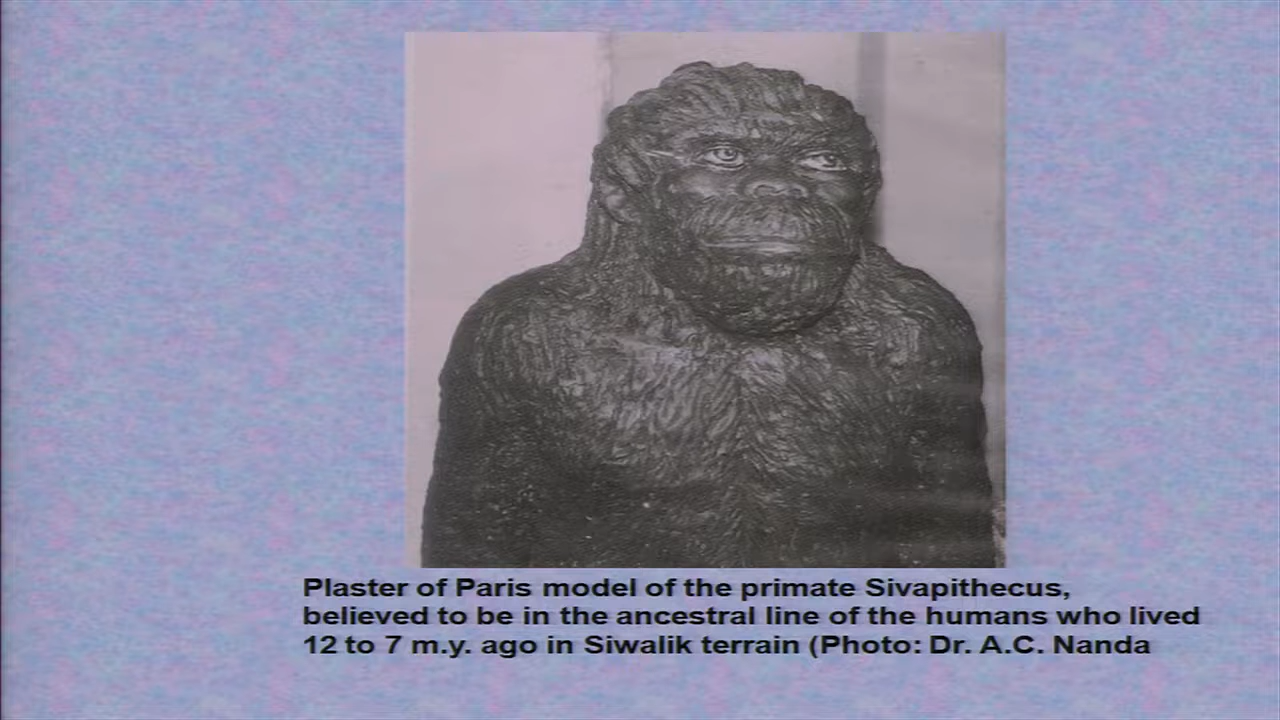 Plaster of Paris model of the primate Sivapithecus,
believed to be in the ancestral line of the humans who lived
12 to 7 m.y. ago in Siwalik terrain (Photo: Dr. A.C. Nanda